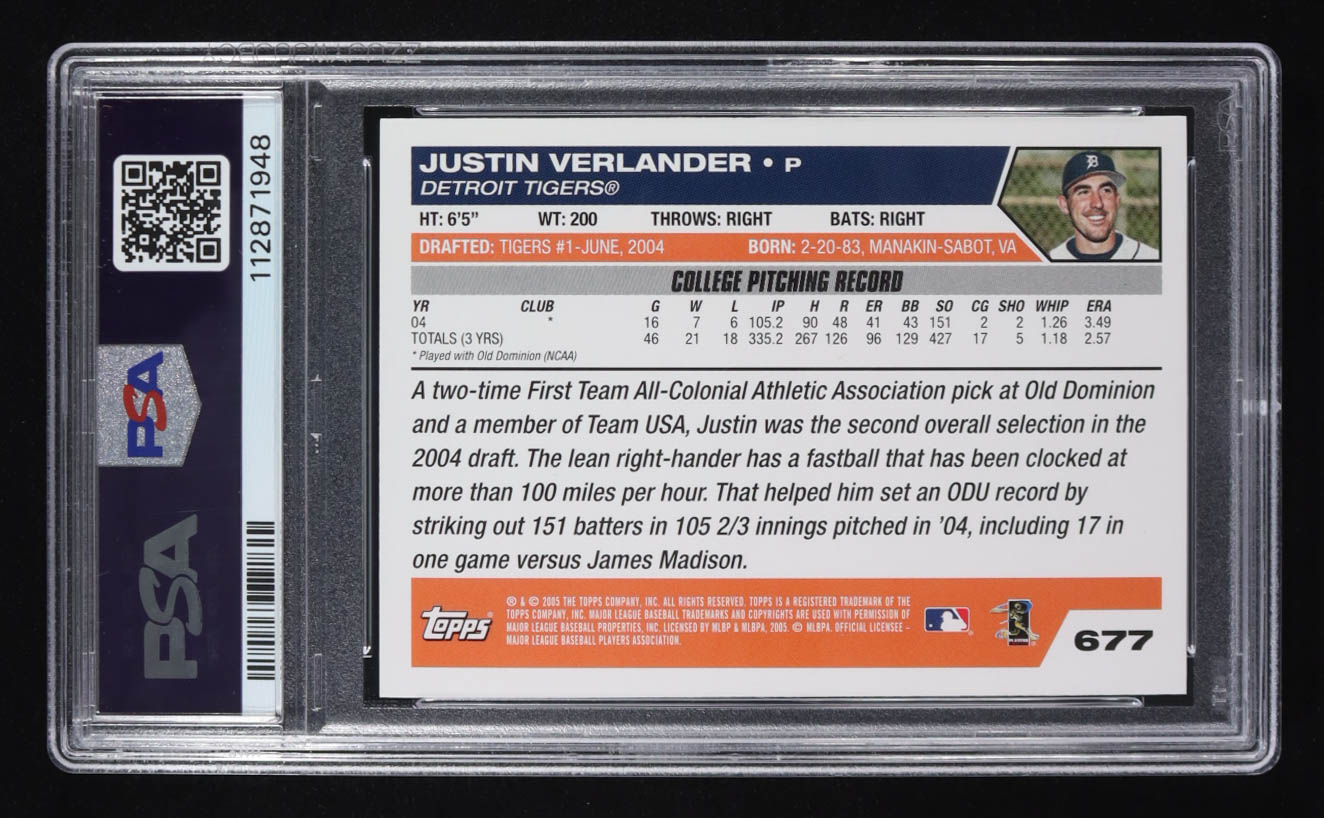 112871948
PSA
PSA
JUSTIN VERLANDER • P
DETROIT TIGERS®
HT: 6'5" WT: 200 THROWS: RIGHT BATS: RIGHT
DRAFTED: TIGERS #1-JUNE, 2004 BORN: 2-20-83, MANAKIN-SABOT, VA
COLLEGE PITCHING RECORD
YR CLUB G W L IP H R ER BB SO CG SHO WHIP ERA
04 * 16 7 6 105.2 90 48 41 43 151 2 2 1.26 3.49
TOTALS (3 YRS) 46 21 18 335.2 267 126 96 129 427 17 5 1.18 2.57
* Played with Old Dominion (NCAA)
A two-time First Team All-Colonial Athletic Association pick at Old Dominion
and a member of Team USA, Justin was the second overall selection in the
2004 draft. The lean right-hander has a fastball that has been clocked at
more than 100 miles per hour. That helped him set an ODU record by
striking out 151 batters in 105 2/3 innings pitched in '04, including 17 in
one game versus James Madison.
Topps®
® & © 2005 THE TOPPS COMPANY, INC. ALL RIGHTS RESERVED. TOPPS IS A REGISTERED TRADEMARK OF THE
TOPPS COMPANY, INC. MAJOR LEAGUE BASEBALL TRADEMARKS AND COPYRIGHTS ARE USED WITH PERMISSION OF
MAJOR LEAGUE BASEBALL PROPERTIES, INC. LICENSED BY MLBP & MLBPA, 2005. © MLBPA. OFFICIAL LICENSEE –
MAJOR LEAGUE BASEBALL PLAYERS ASSOCIATION.
677